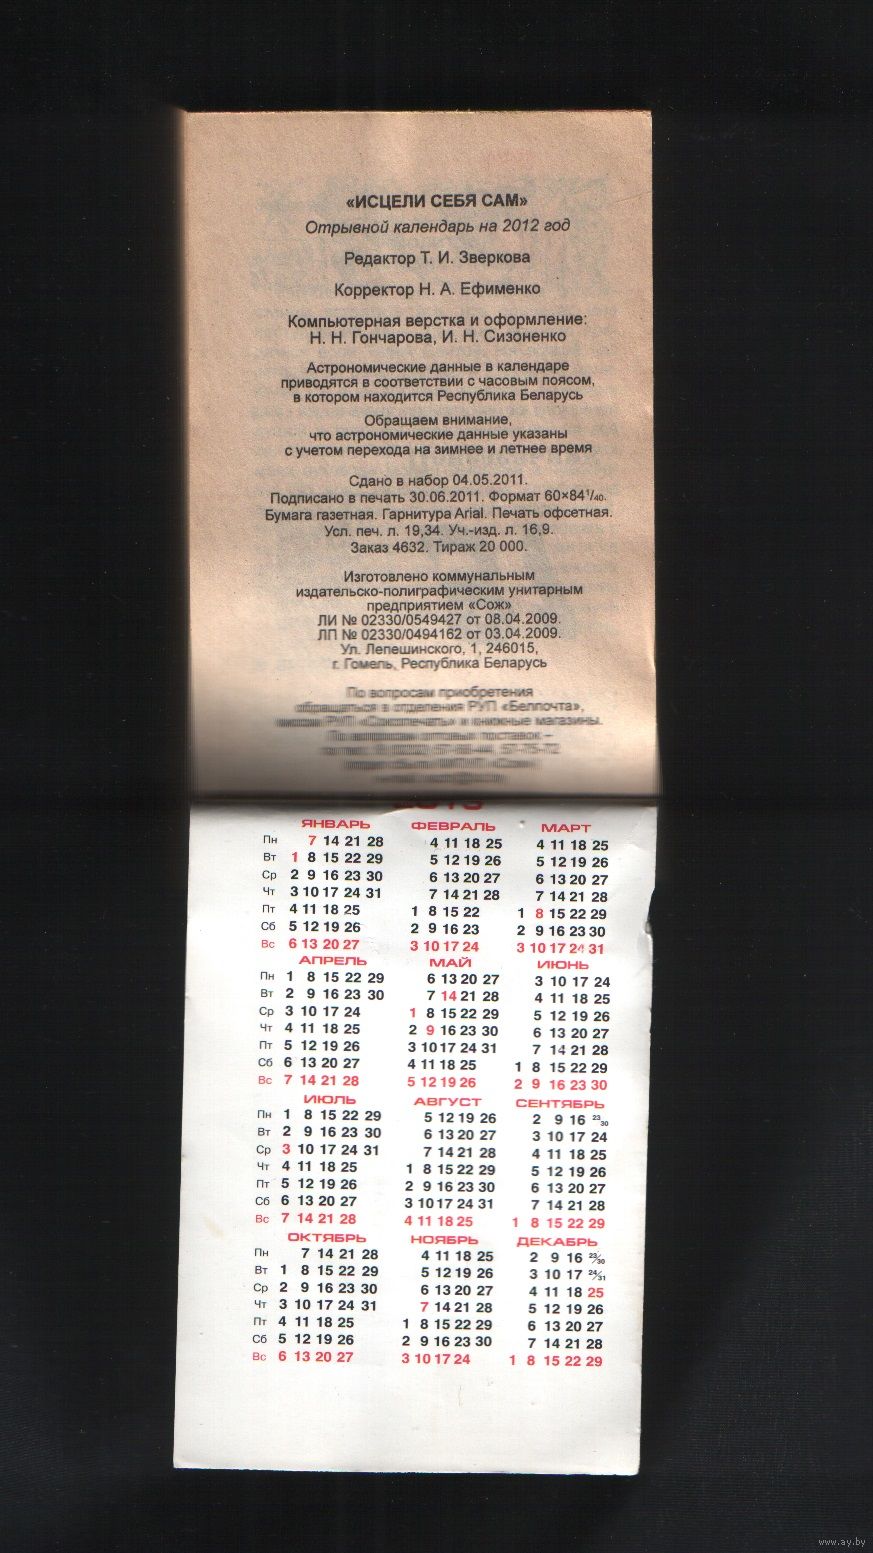 «ИСЦЕЛИ СЕБЯ САМ»
Отрывной календарь на 2012 год
Редактор Т. И. Зверкова
Корректор Н. А. Ефименко
Компьютерная верстка и оформление:
Н. Н. Гончарова, И. Н. Сизоненко
Астрономические данные в календаре
приводятся в соответствии с часовым поясом,
в котором находится Республика Беларусь
Обращаем внимание,
что астрономические данные указаны
с учетом перехода на зимнее и летнее время
Сдано в набор 04.05.2011.
Подписано в печать 30.06.2011. Формат 60×84¹/₄₀.
Бумага газетная. Гарнитура Arial. Печать офсетная.
Усл. печ. л. 19,34. Уч.-изд. л. 16,9.
Заказ 4632. Тираж 20 000.
Изготовлено коммунальным
издательско-полиграфическим унитарным
предприятием «Сож»
ЛИ № 02330/0549427 от 08.04.2009.
ЛП № 02330/0494162 от 03.04.2009.
Ул. Лепешинского, 1, 246015,
г. Гомель, Республика Беларусь
По вопросам приобретения
обращаться в отделения РУП «Белпочта»,
и книжные магазины.
ЯНВАРЬ ФЕВРАЛЬ МАРТ
Пн 7 14 21 28 4 11 18 25 4 11 18 25
Вт 1 8 15 22 29 5 12 19 26 5 12 19 26
Ср 2 9 16 23 30 6 13 20 27 6 13 20 27
Чт 3 10 17 24 31 7 14 21 28 7 14 21 28
Пт 4 11 18 25 1 8 15 22 1 8 15 22 29
Сб 5 12 19 26 2 9 16 23 2 9 16 23 30
Вс 6 13 20 27 3 10 17 24 3 10 17 24 31
АПРЕЛЬ МАЙ ИЮНЬ
Пн 1 8 15 22 29 6 13 20 27 3 10 17 24
Вт 2 9 16 23 30 7 14 21 28 4 11 18 25
Ср 3 10 17 24 1 8 15 22 29 5 12 19 26
Чт 4 11 18 25 2 9 16 23 30 6 13 20 27
Пт 5 12 19 26 3 10 17 24 31 7 14 21 28
Сб 6 13 20 27 4 11 18 25 1 8 15 22 29
Вс 7 14 21 28 5 12 19 26 2 9 16 23 30
ИЮЛЬ АВГУСТ СЕНТЯБРЬ
Пн 1 8 15 22 29 5 12 19 26 2 9 16 23/30
Вт 2 9 16 23 30 6 13 20 27 3 10 17 24
Ср 3 10 17 24 31 7 14 21 28 4 11 18 25
Чт 4 11 18 25 1 8 15 22 29 5 12 19 26
Пт 5 12 19 26 2 9 16 23 30 6 13 20 27
Сб 6 13 20 27 3 10 17 24 31 7 14 21 28
Вс 7 14 21 28 4 11 18 25 1 8 15 22 29
ОКТЯБРЬ НОЯБРЬ ДЕКАБРЬ
Пн 7 14 21 28 4 11 18 25 2 9 16 23/30
Вт 1 8 15 22 29 5 12 19 26 3 10 17 24/31
Ср 2 9 16 23 30 6 13 20 27 4 11 18 25
Чт 3 10 17 24 31 7 14 21 28 5 12 19 26
Пт 4 11 18 25 1 8 15 22 29 6 13 20 27
Сб 5 12 19 26 2 9 16 23 30 7 14 21 28
Вс 6 13 20 27 3 10 17 24 1 8 15 22 29
www.ay.by